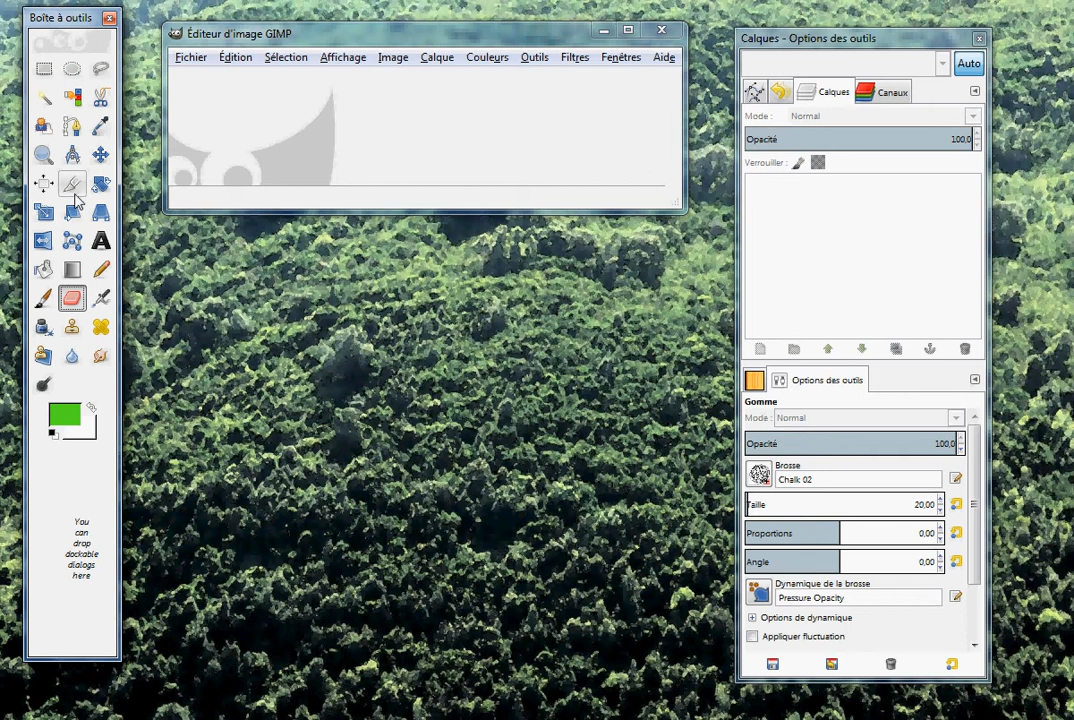 Boîte à outils
You
can
drop
dockable
dialogs
here
Éditeur d'image GIMP
Fichier Édition Sélection Affichage Image Calque Couleurs Outils Filtres Fenêtres Aide
Calques - Options des outils
Auto
Calques Canaux
Mode : Normal
Opacité 100,0
Verrouiller :
Options des outils
Gomme
Mode : Normal
Opacité 100,0
Brosse
Chalk 02
Taille 20,00
Proportions 0,00
Angle 0,00
Dynamique de la brosse
Pressure Opacity
Options de dynamique
Appliquer fluctuation